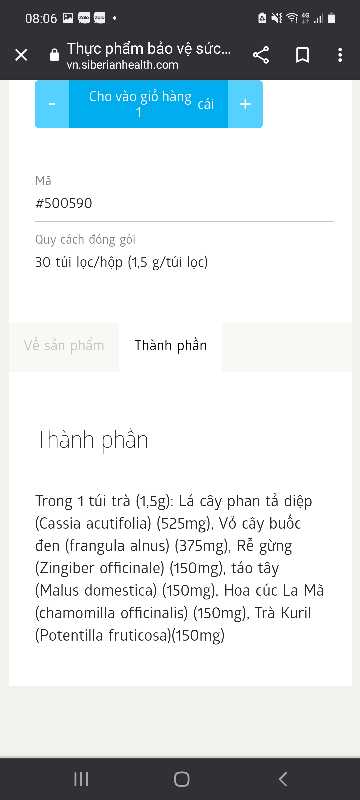 08:06
Thực phẩm bảo vệ sức...
vn.siberianhealth.com
- Cho vào giỏ hàng 1 cái +
Mã
#500590
Quy cách đóng gói
30 túi lọc/hộp (1,5 g/túi lọc)
Về sản phẩm Thành phần
Thành phần
Trong 1 túi trà (1,5g): Lá cây phan tả diệp
(Cassia acutifolia) (525mg), Vỏ cây buốc
đen (frangula alnus) (375mg), Rễ gừng
(Zingiber officinale) (150mg), táo tây
(Malus domestica) (150mg), Hoa cúc La Mã
(chamomilla officinalis) (150mg), Trà Kuril
(Potentilla fruticosa)(150mg)